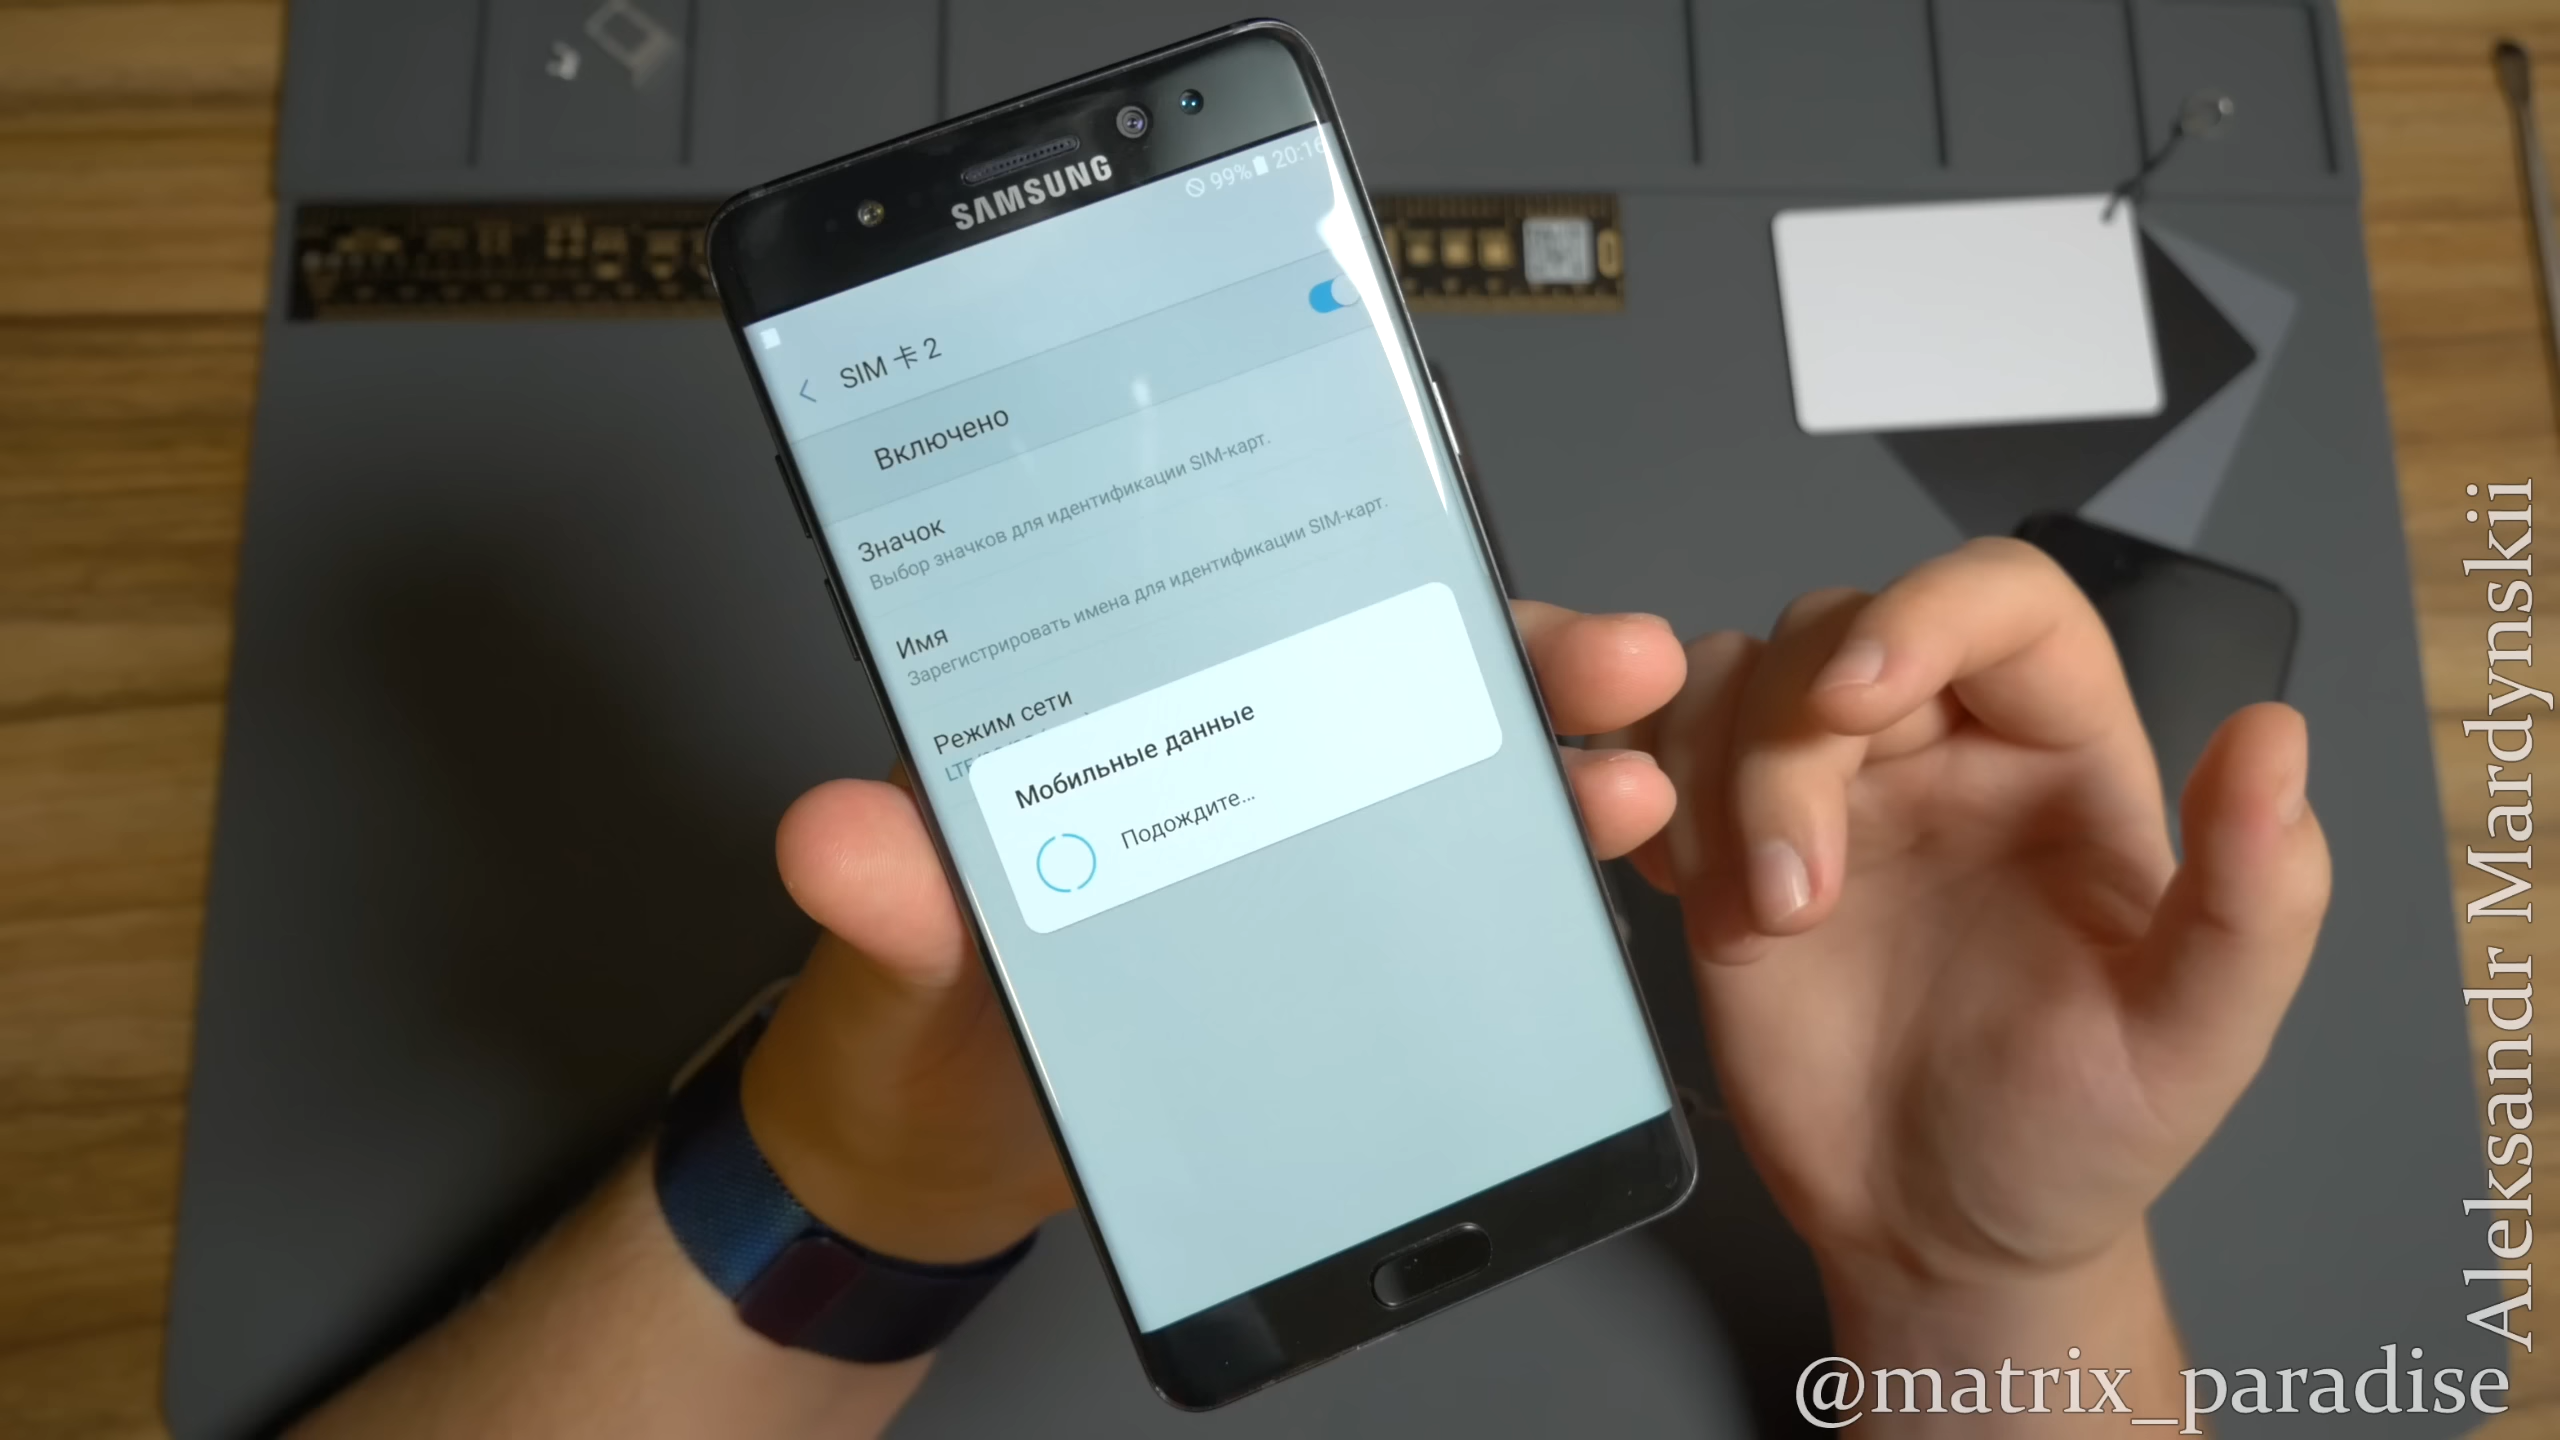 SAMSUNG
99% 20:16
SIM 卡 2
Включено
Значок
Выбор значков для идентификации SIM-карт.
Имя
Зарегистрировать имена для идентификации SIM-карт.
Режим сети
Мобильные данные
Подождите...
Aleksandr Mardynskii
@matrix_paradise